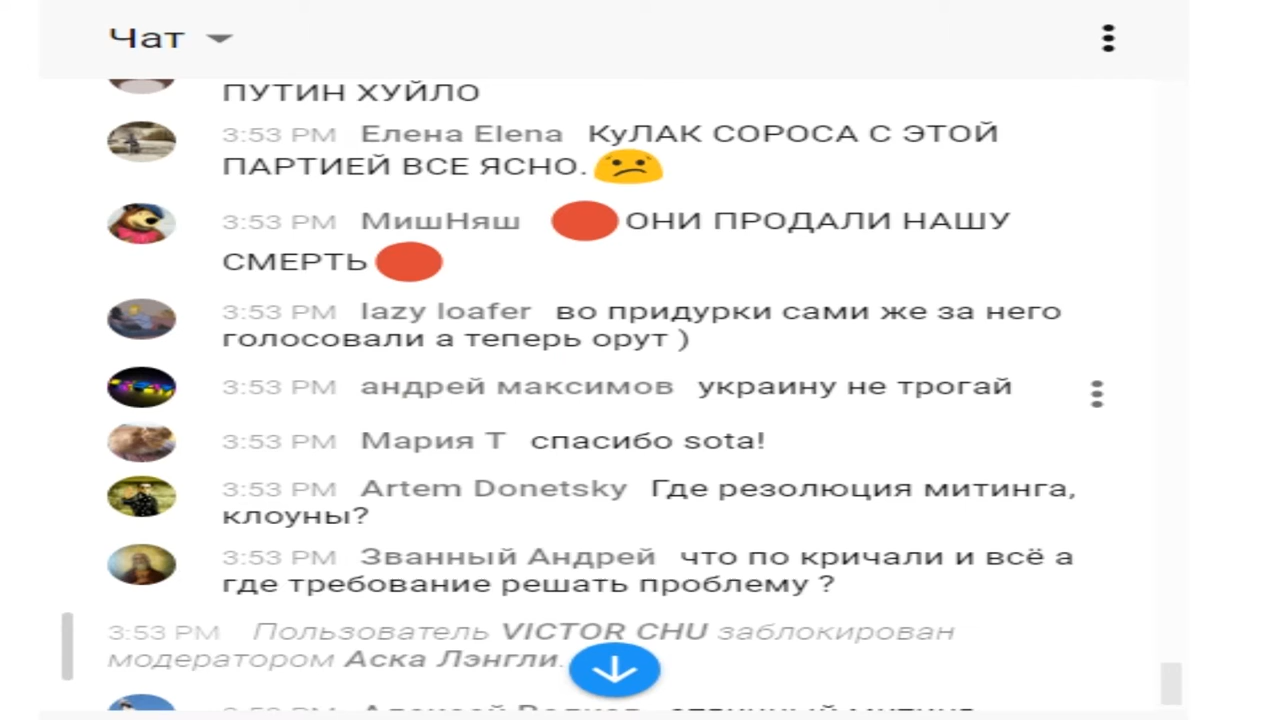 Чат
ПУТИН ХУЙЛО
3:53 PM Елена Elena КуЛАК СОРОСА С ЭТОЙ
ПАРТИЕЙ ВСЕ ЯСНО.
3:53 PM МишНяш ОНИ ПРОДАЛИ НАШУ
СМЕРТЬ
3:53 PM lazy loafer во придурки сами же за него
голосовали а теперь орут )
3:53 PM андрей максимов украину не трогай
3:53 PM Мария Т спасибо sota!
3:53 PM Artem Donetsky Где резолюция митинга,
клоуны?
3:53 PM Званный Андрей что по кричали и всё а
где требование решать проблему ?
3:53 PM Пользователь VICTOR CHU заблокирован
модератором Аска Лэнгли.